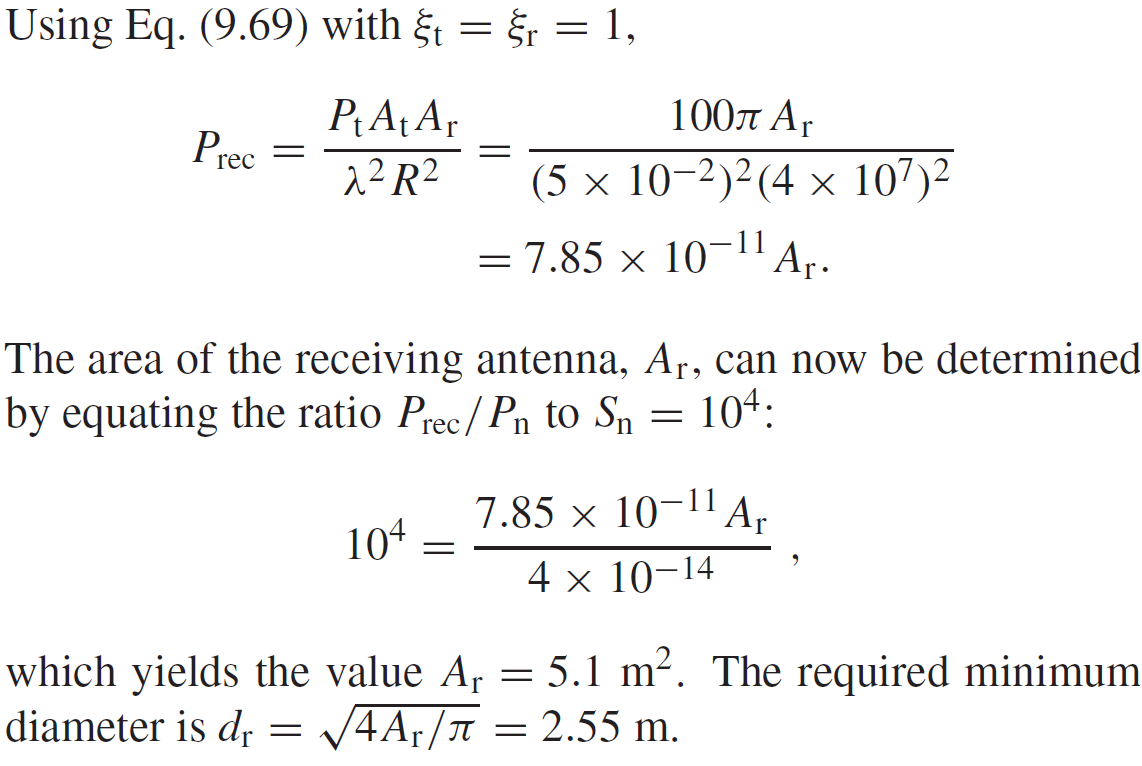 Using Eq. (9.69) with ξt = ξr = 1,
Prec = PtAtAr / λ²R² = 100π Ar / (5 × 10⁻²)²(4 × 10⁷)²
= 7.85 × 10⁻¹¹ Ar.
The area of the receiving antenna, Ar, can now be determined
by equating the ratio Prec/Pn to Sn = 10⁴:
10⁴ = 7.85 × 10⁻¹¹ Ar / 4 × 10⁻¹⁴ ,
which yields the value Ar = 5.1 m². The required minimum
diameter is dr = √4Ar/π = 2.55 m.